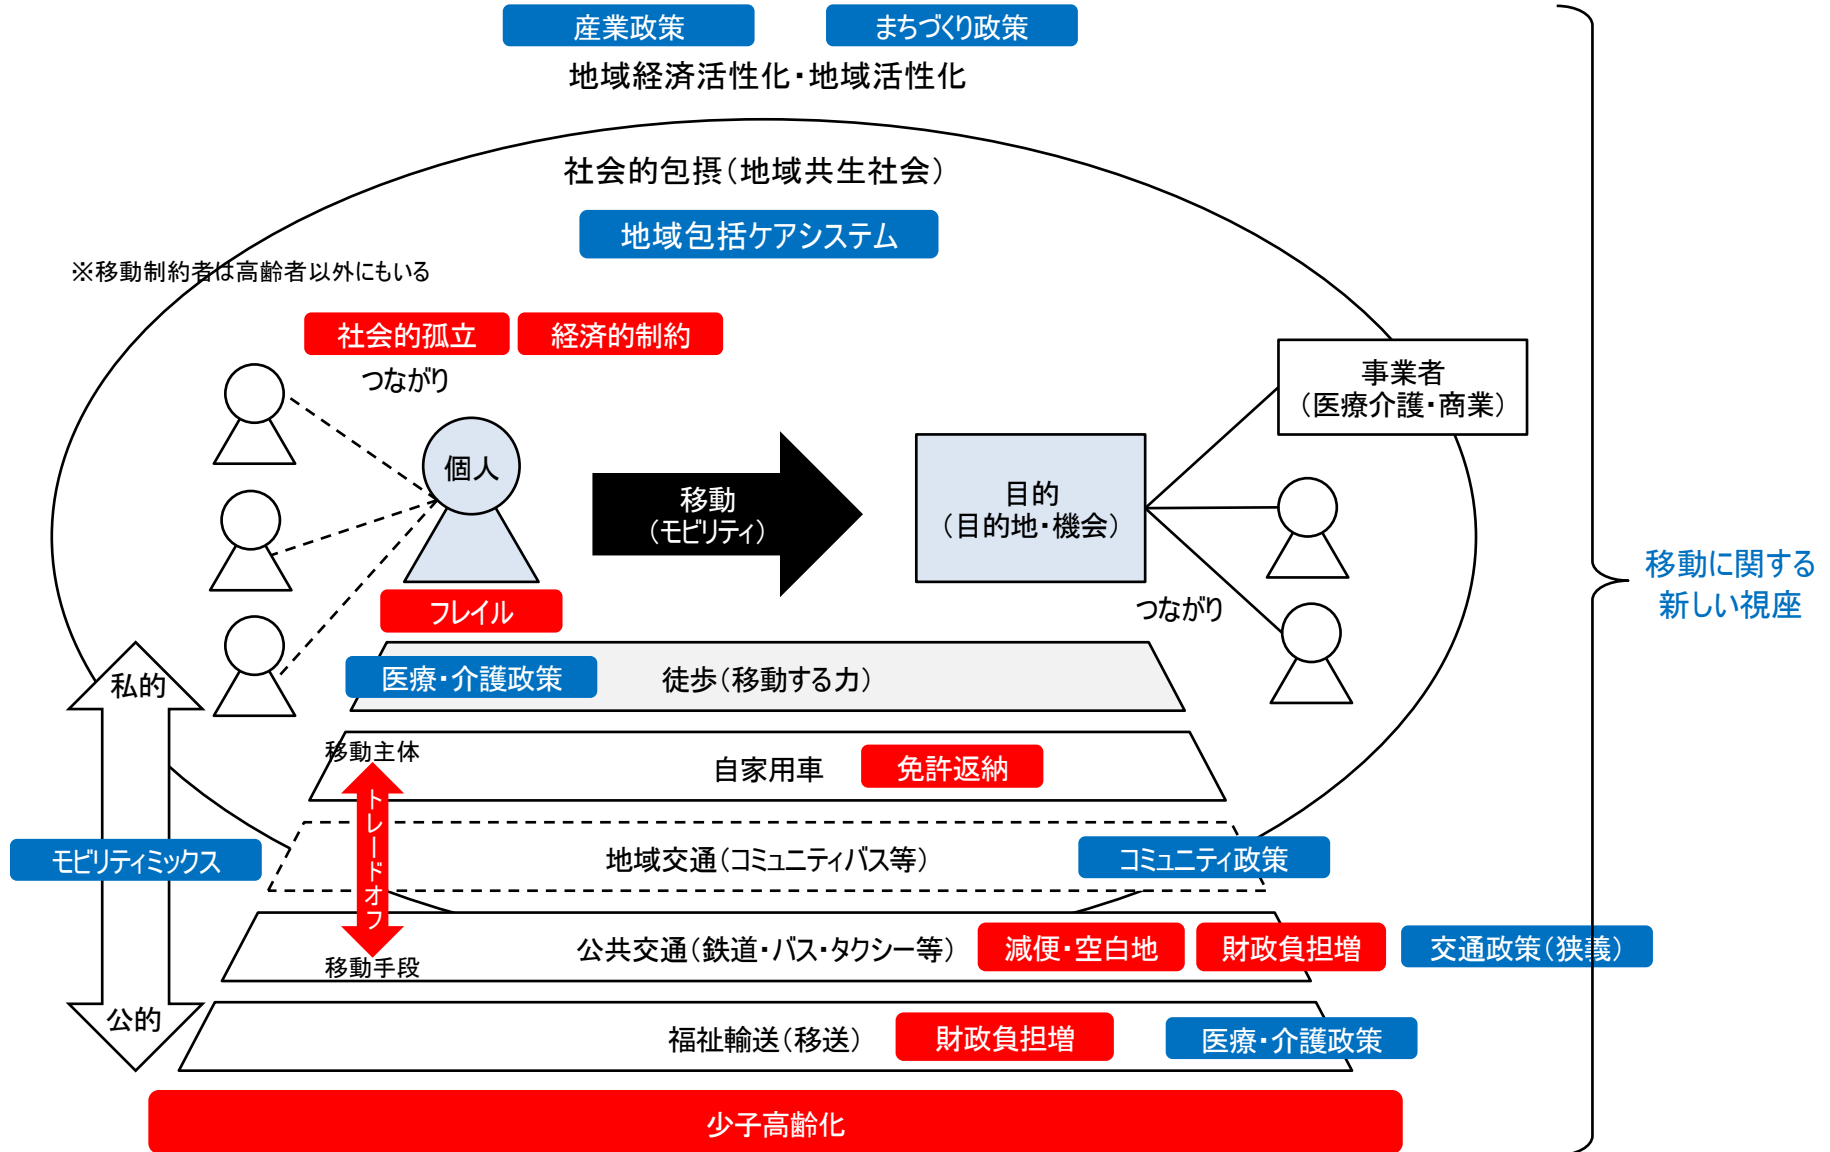 産業政策
まちづくり政策
地域経済活性化・地域活性化
社会的包摂（地域共生社会）
地域包括ケアシステム
※移動制約者は高齢者以外にもいる
社会的孤立
経済的制約
つながり
事業者
（医療介護・商業）
個人
移動
（モビリティ）
目的
（目的地・機会）
つながり
移動に関する
新しい視座
フレイル
私的
医療・介護政策
徒歩（移動する力）
移動主体
自家用車
免許返納
トレードオフ
モビリティミックス
地域交通（コミュニティバス等）
コミュニティ政策
公共交通（鉄道・バス・タクシー等）
減便・空白地
財政負担増
交通政策（狭義）
移動手段
公的
福祉輸送（移送）
財政負担増
医療・介護政策
少子高齢化